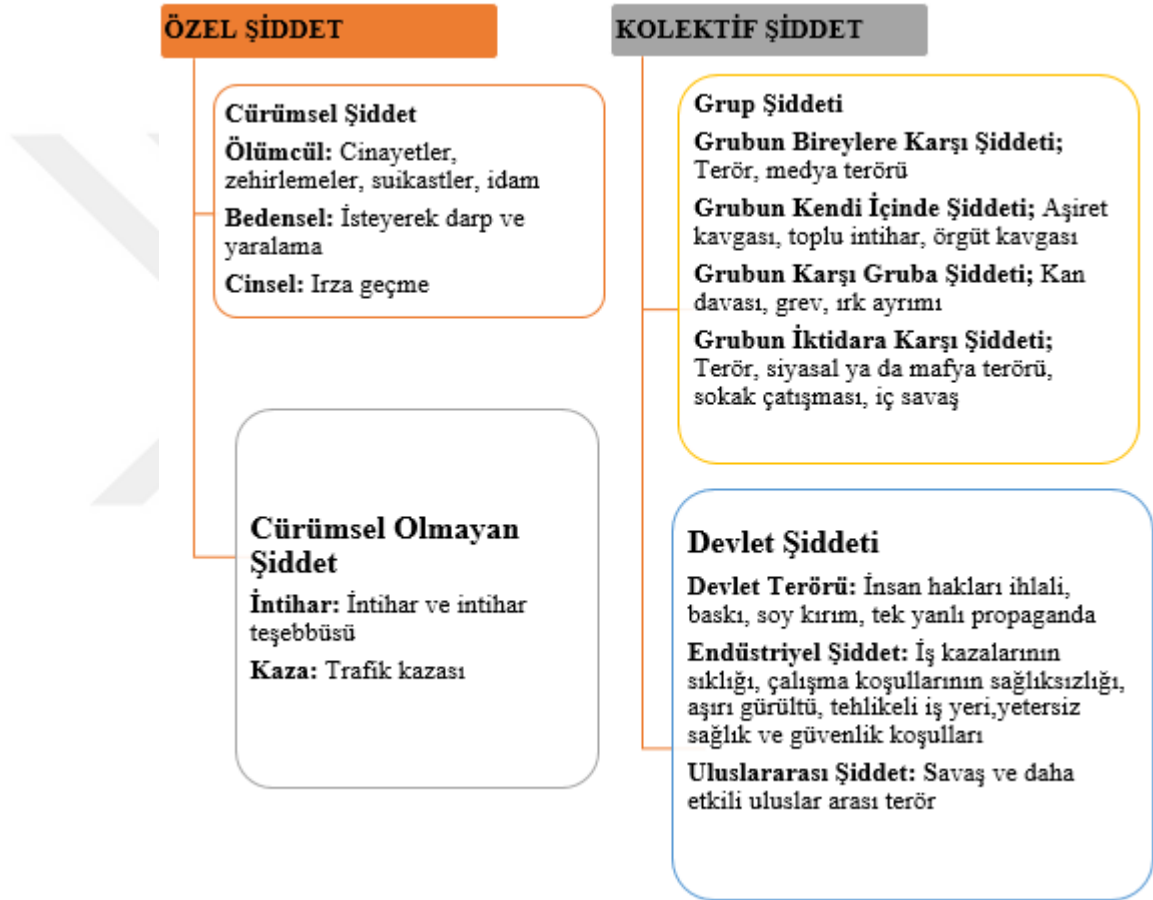 ÖZEL ŞİDDET
Cürümsel Şiddet
Ölümcül: Cinayetler,
zehirlemeler, suikastler, idam
Bedensel: İsteyerek darp ve
yaralama
Cinsel: Irza geçme
Cürümsel Olmayan
Şiddet
İntihar: İntihar ve intihar
teşebbüsü
Kaza: Trafik kazası
KOLEKTİF ŞİDDET
Grup Şiddeti
Grubun Bireylere Karşı Şiddeti;
Terör, medya terörü
Grubun Kendi İçinde Şiddeti; Aşiret
kavgası, toplu intihar, örgüt kavgası
Grubun Karşı Gruba Şiddeti; Kan
davası, grev, ırk ayrımı
Grubun İktidara Karşı Şiddeti;
Terör, siyasal ya da mafya terörü,
sokak çatışması, iç savaş
Devlet Şiddeti
Devlet Terörü: İnsan hakları ihlali,
baskı, soy kırım, tek yanlı propaganda
Endüstriyel Şiddet: İş kazalarının
sıklığı, çalışma koşullarının sağlıksızlığı,
aşırı gürültü, tehlikeli iş yeri,yetersiz
sağlık ve güvenlik koşulları
Uluslararası Şiddet: Savaş ve daha
etkili uluslar arası terör